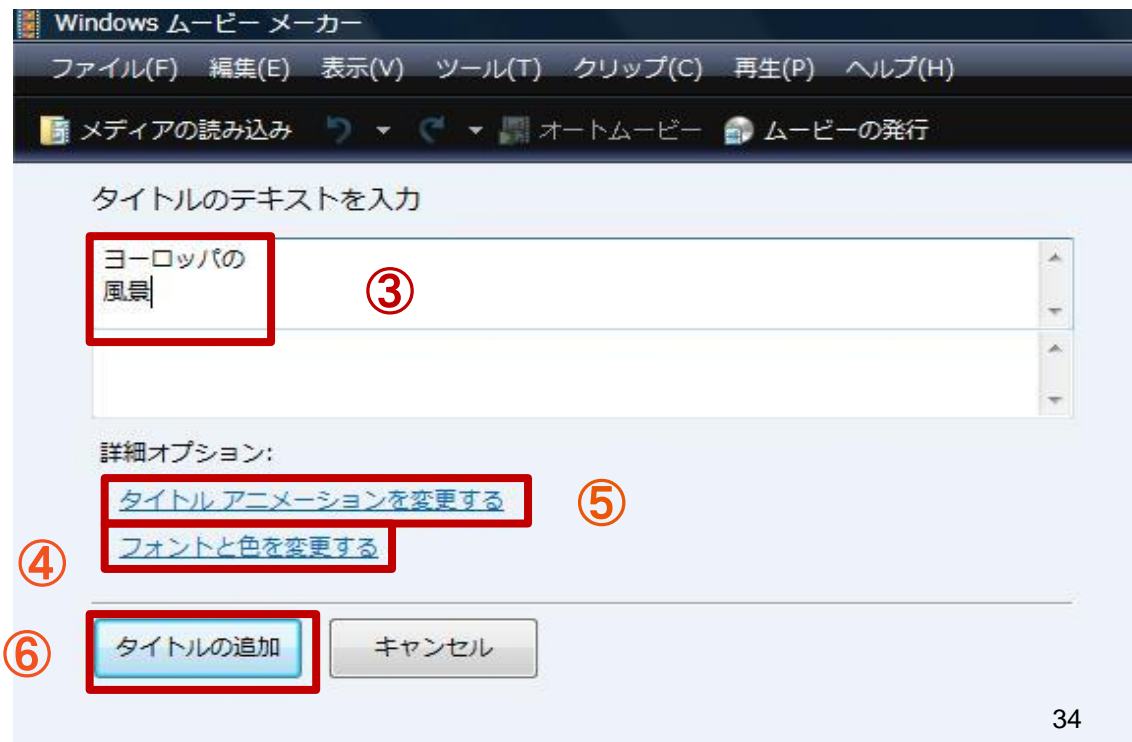 Windows ムービー メーカー
ファイル(F) 編集(E) 表示(V) ツール(T) クリップ(C) 再生(P) ヘルプ(H)
メディアの読み込み オートムービー ムービーの発行
タイトルのテキストを入力
ヨーロッパの
風景
③
詳細オプション:
タイトル アニメーションを変更する ⑤
④ フォントと色を変更する
⑥ タイトルの追加 キャンセル
34